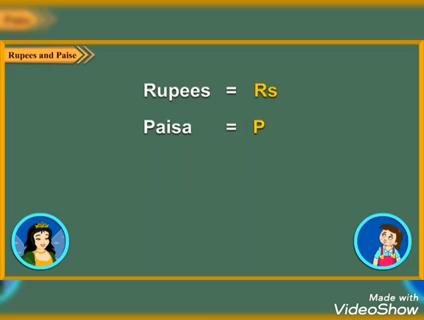 Rupees and Paise
Rupees = Rs
Paisa = P
Made with
VideoShow